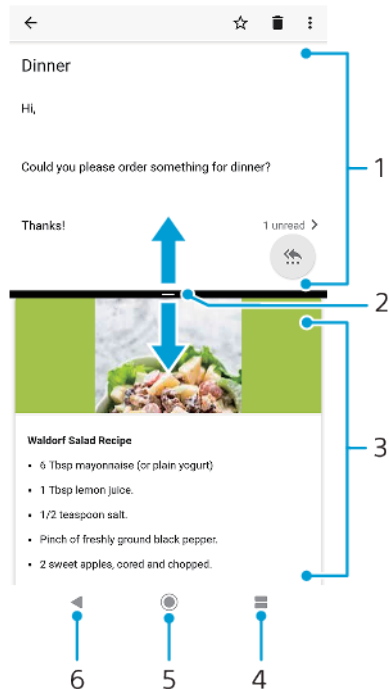 Dinner
Hi,
Could you please order something for dinner?
Thanks!
1 unread
1
2
3
Waldorf Salad Recipe
• 6 Tbsp mayonnaise (or plain yogurt)
• 1 Tbsp lemon juice.
• 1/2 teaspoon salt.
• Pinch of freshly ground black pepper.
• 2 sweet apples, cored and chopped.
6 5 4